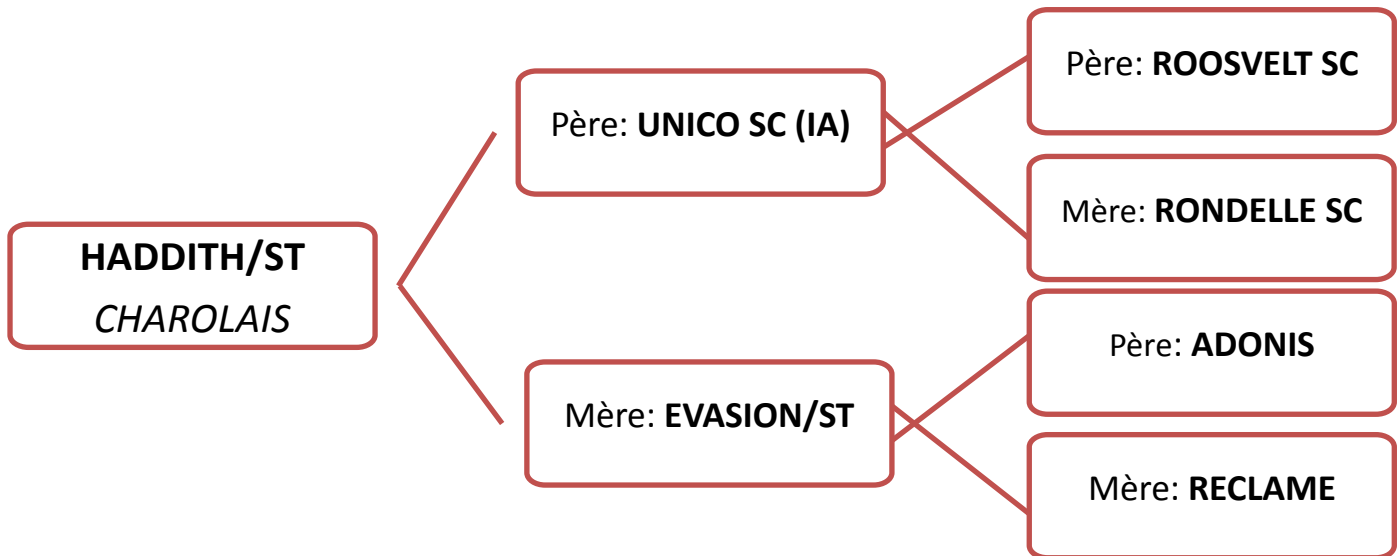 HADDITH/ST
CHAROLAIS
Père: UNICO SC (IA)
Mère: EVASION/ST
Père: ROOSVELT SC
Mère: RONDELLE SC
Père: ADONIS
Mère: RECLAME